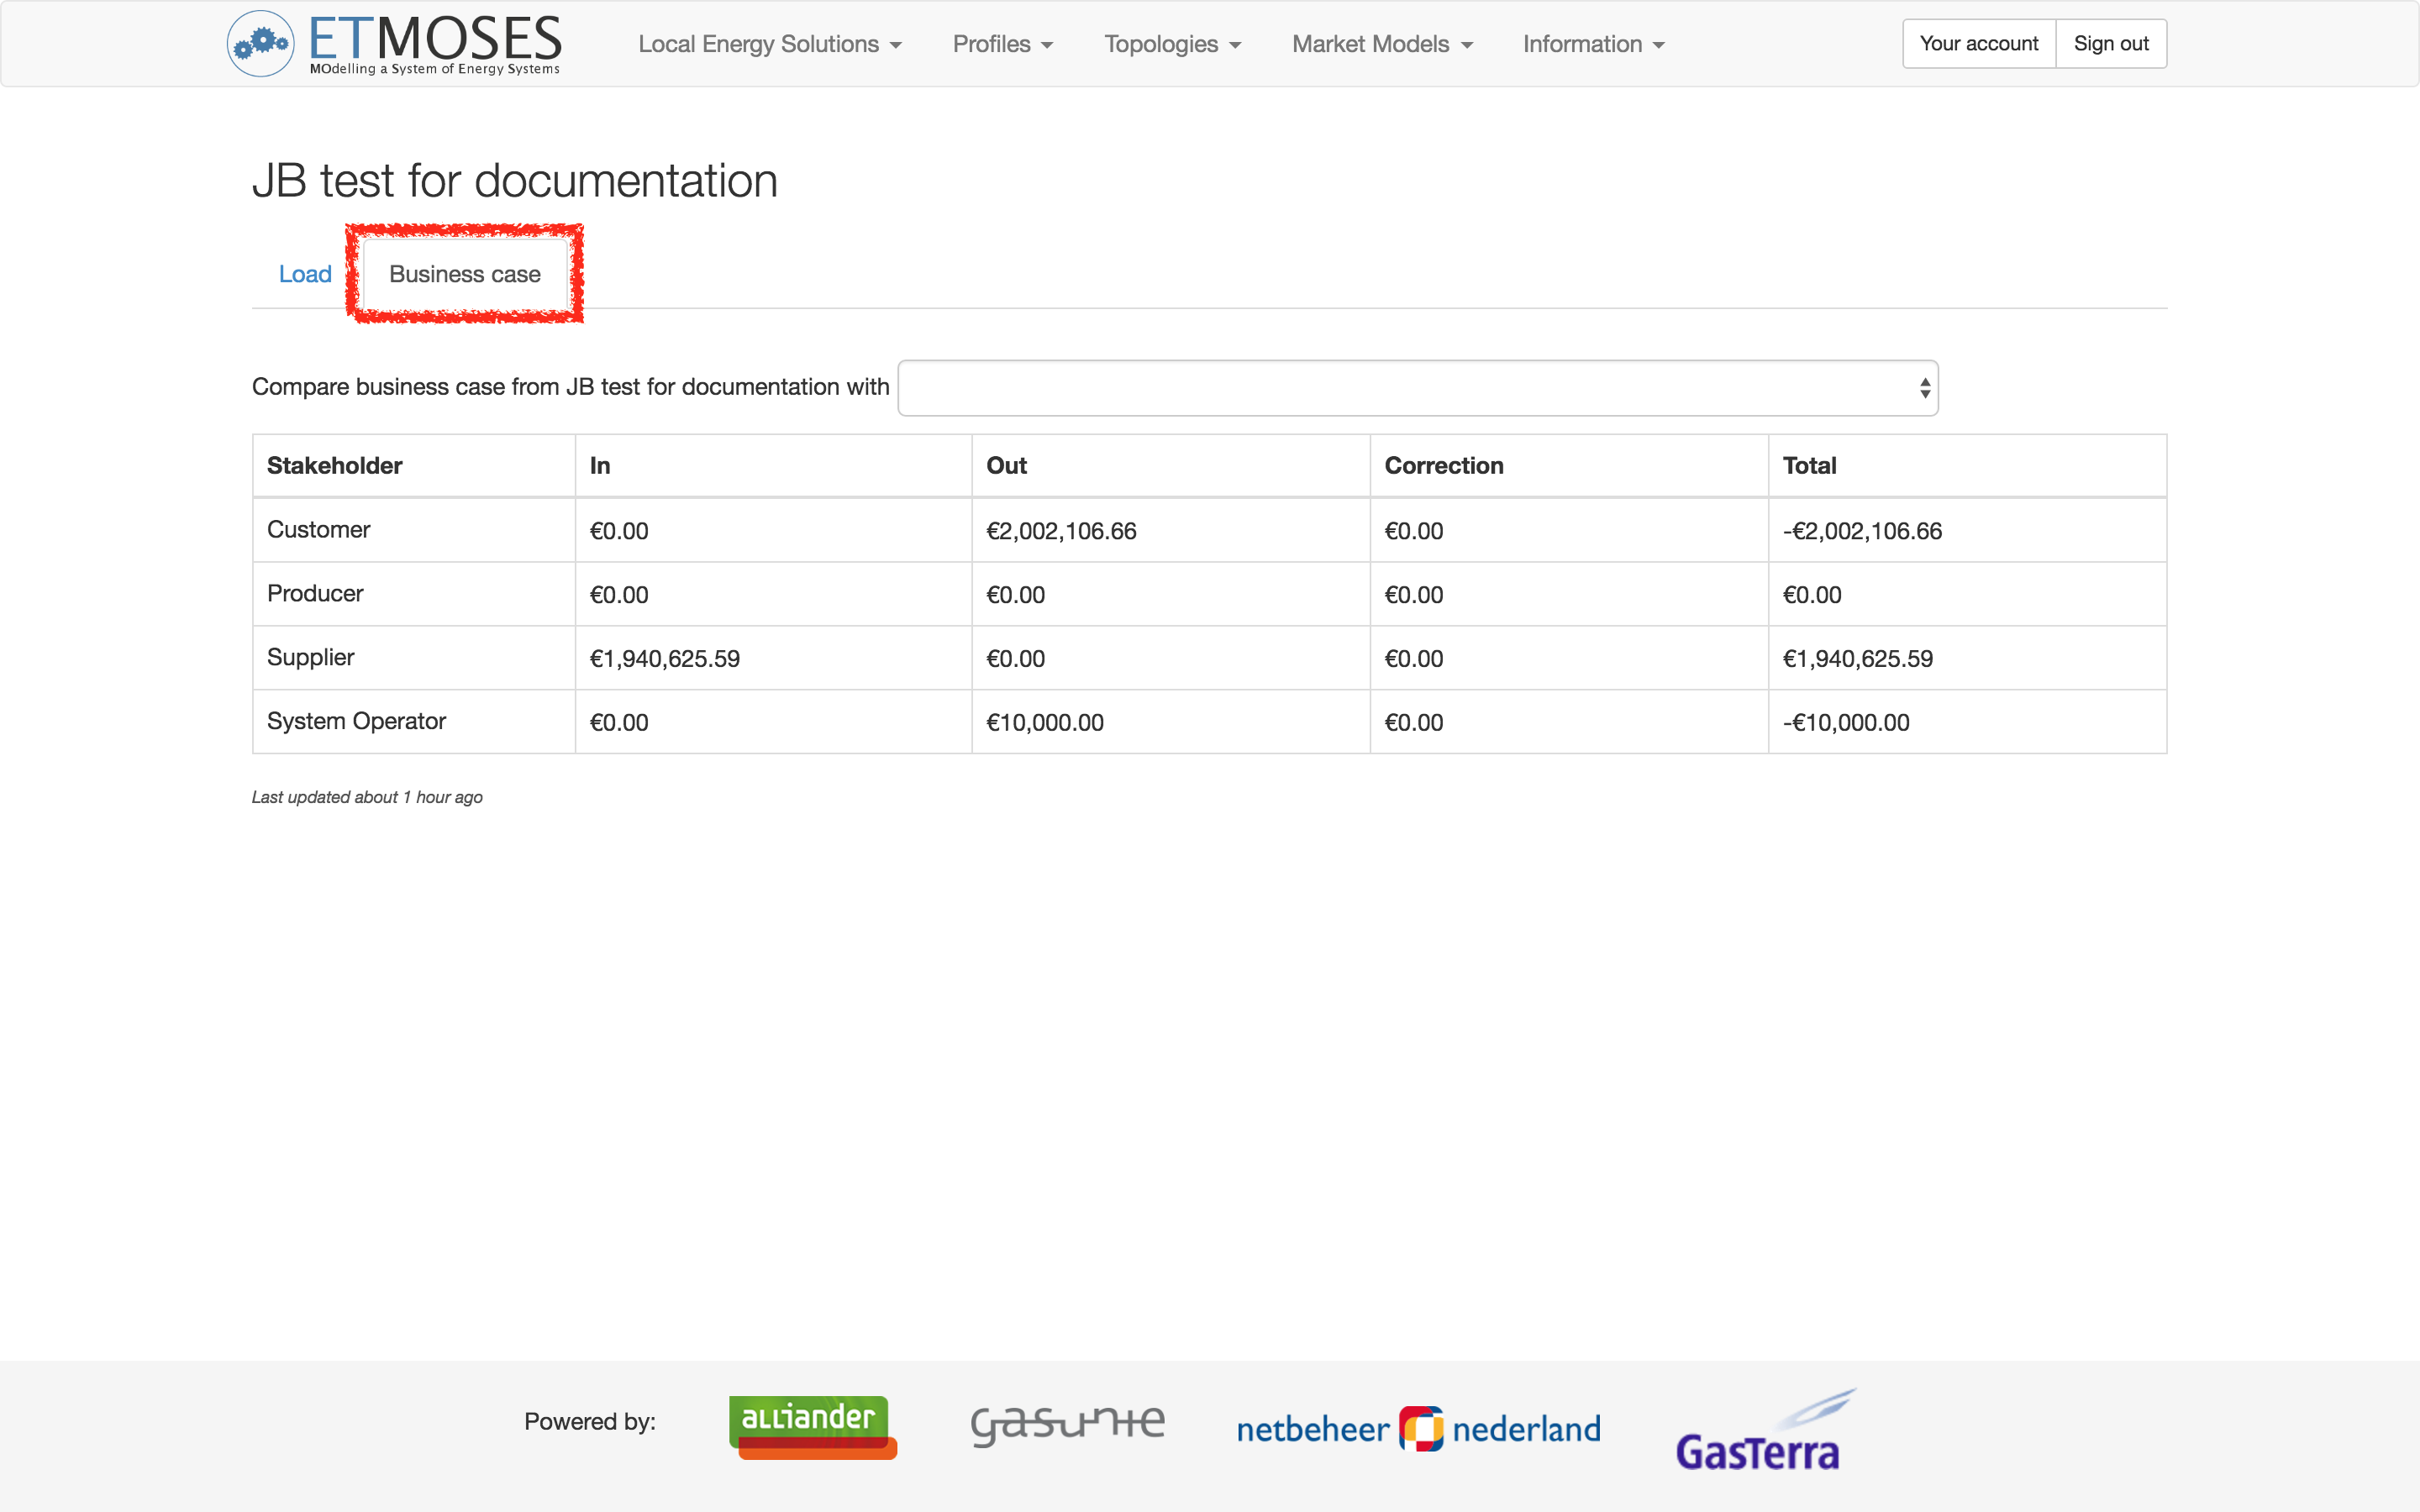 ETMOSES
MOdelling a System of Energy Systems
Local Energy Solutions Profiles Topologies Market Models Information Your account Sign out
JB test for documentation
Load Business case
Compare business case from JB test for documentation with
Stakeholder In Out Correction Total
Customer €0.00 €2,002,106.66 €0.00 -€2,002,106.66
Producer €0.00 €0.00 €0.00 €0.00
Supplier €1,940,625.59 €0.00 €0.00 €1,940,625.59
System Operator €0.00 €10,000.00 €0.00 -€10,000.00
Last updated about 1 hour ago
Powered by: alliander gasunie netbeheer nederland GasTerra